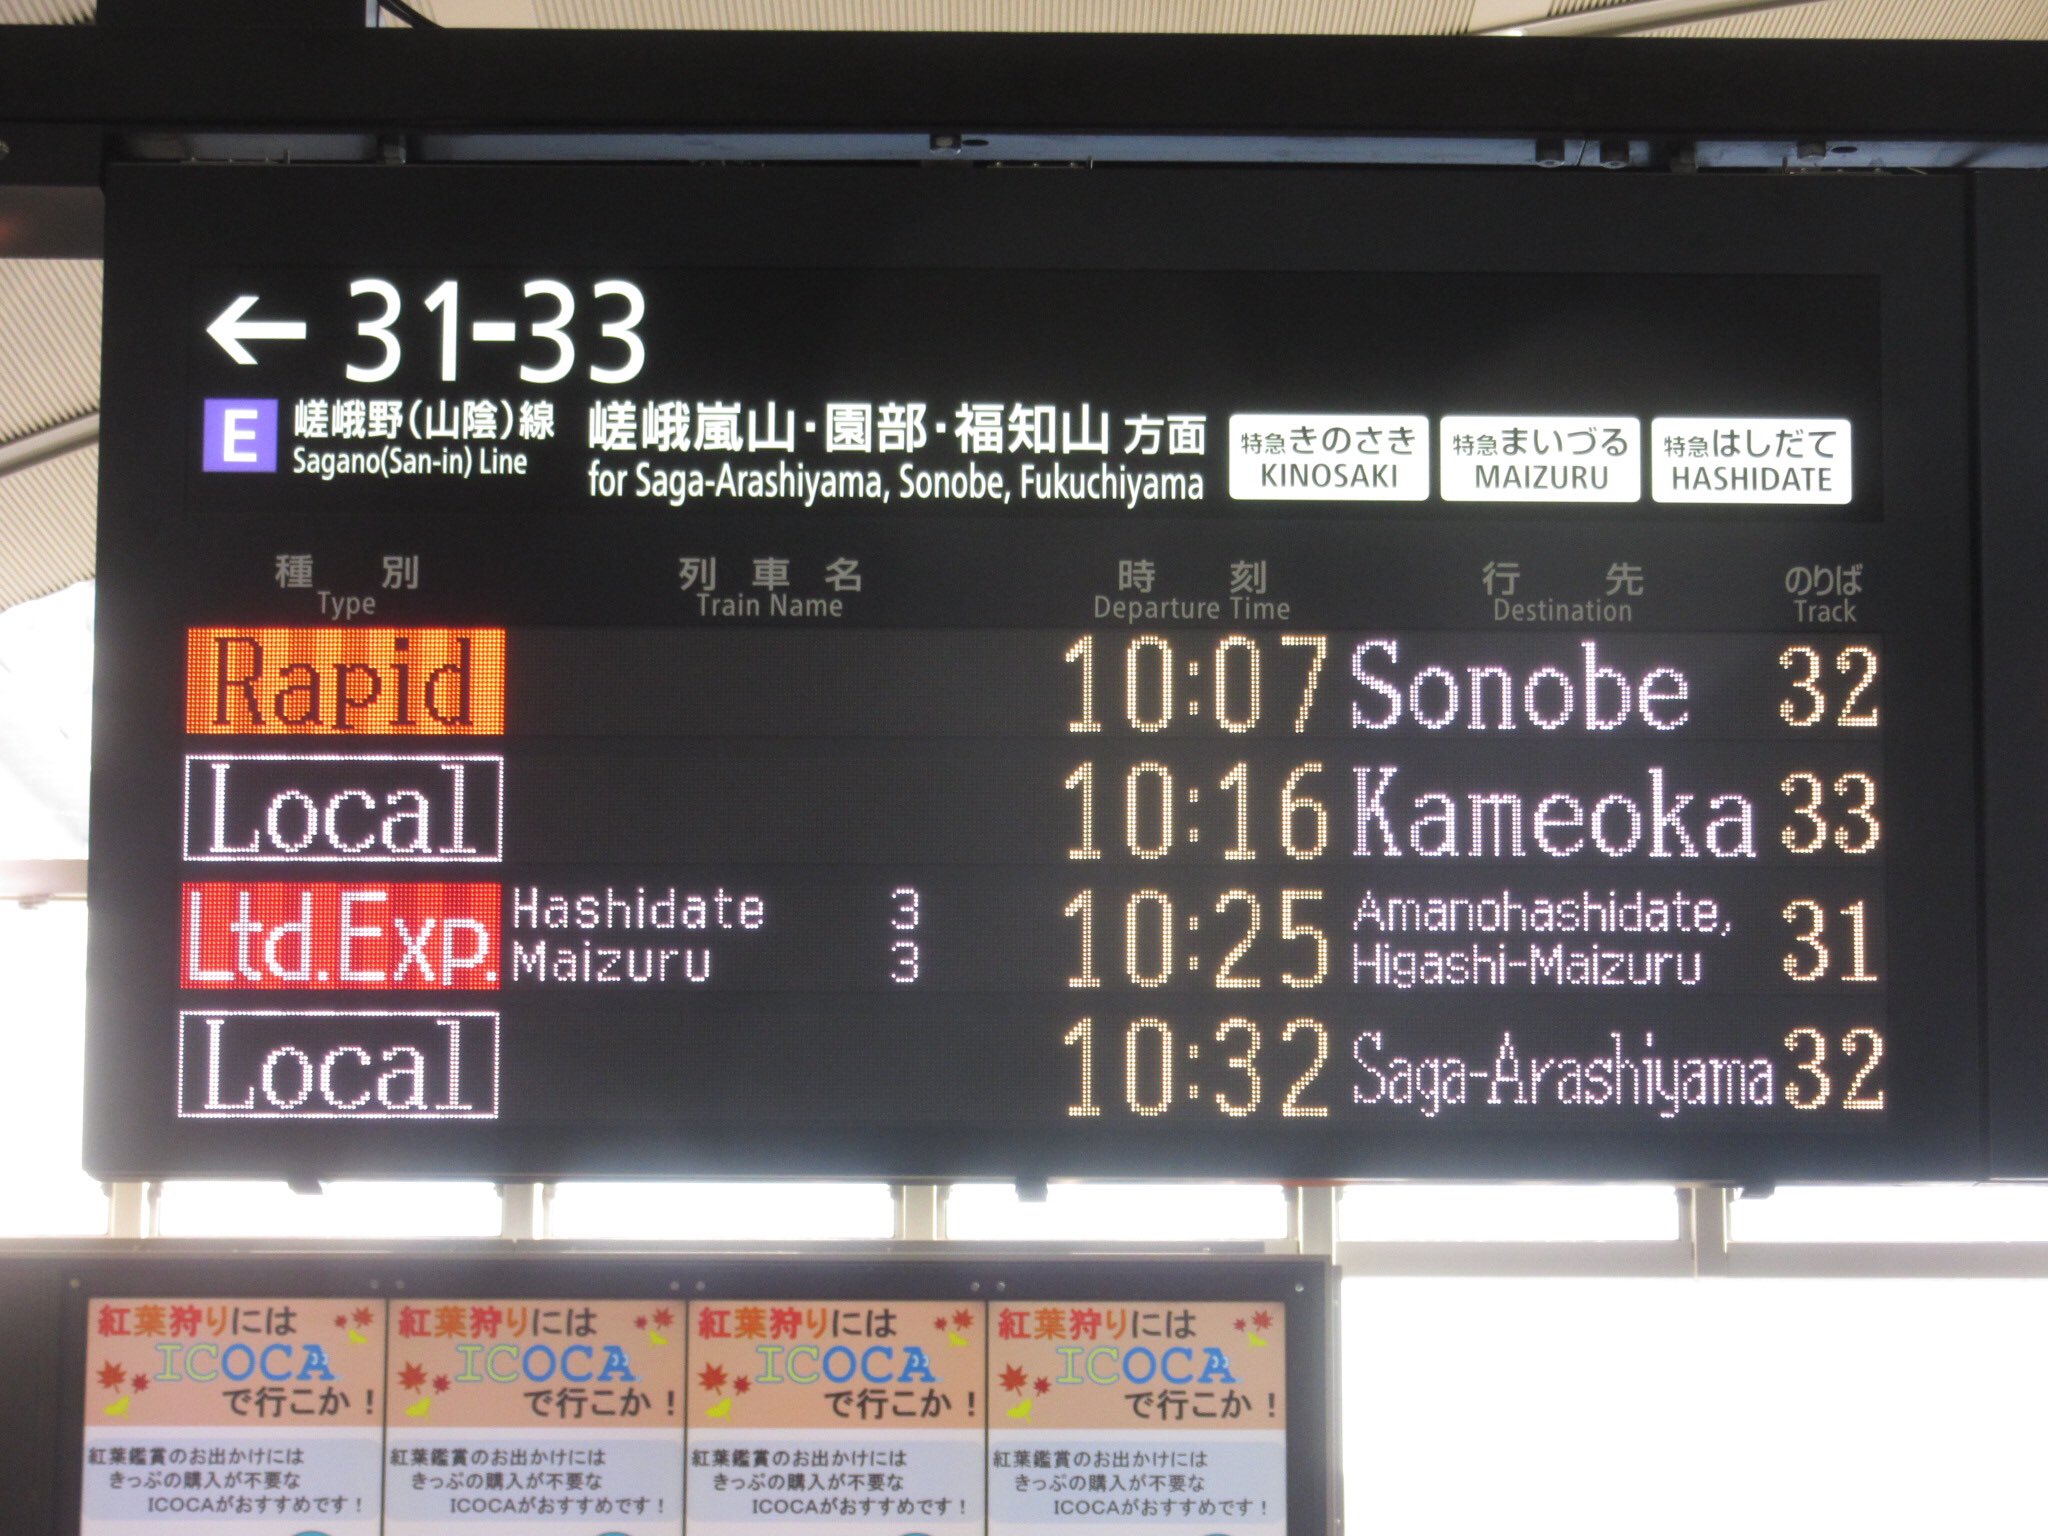 ← 31-33
E 嵯峨野(山陰)線 嵯峨嵐山・園部・福知山 方面 特急きのさき 特急まいづる 特急はしだて
Sagano(San-in) Line for Saga-Arashiyama, Sonobe, Fukuchiyama KINOSAKI MAIZURU HASHIDATE
種別 列車名 時刻 行先 のりば
Type Train Name Departure Time Destination Track
Rapid 10:07 Sonobe 32
Local 10:16 Kameoka 33
Ltd.Exp. Hashidate 3 10:25 Amanohashidate, 31
Maizuru 3 Higashi-Maizuru
Local 10:32 Saga-Arashiyama 32
紅葉狩りには 紅葉狩りには 紅葉狩りには 紅葉狩りには
ICOCA ICOCA ICOCA ICOCA
で行こか! で行こか! で行こか! で行こか!
紅葉鑑賞のお出かけには 紅葉鑑賞のお出かけには 紅葉鑑賞のお出かけには 紅葉鑑賞のお出かけには
きっぷの購入が不要な きっぷの購入が不要な きっぷの購入が不要な きっぷの購入が不要な
ICOCAがおすすめです! ICOCAがおすすめです! ICOCAがおすすめです! ICOCAがおすすめです!